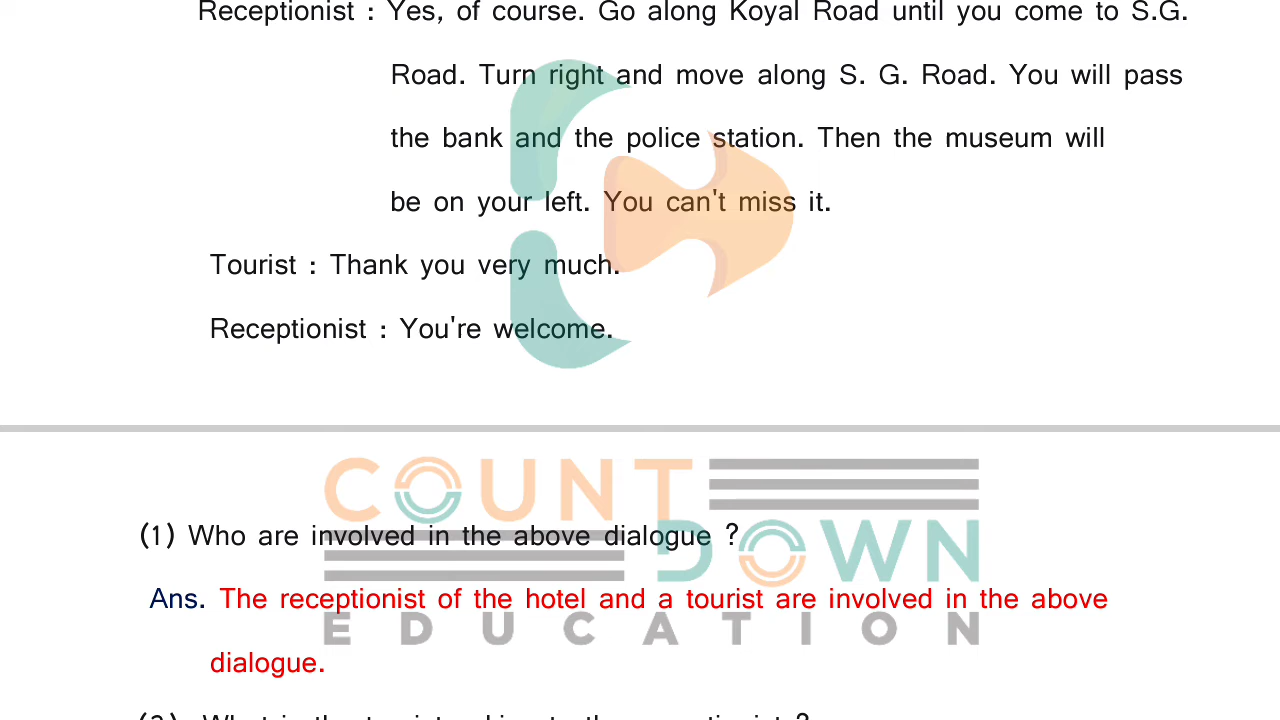 Receptionist : Yes, of course. Go along Koyal Road until you come to S.G.
Road. Turn right and move along S. G. Road. You will pass
the bank and the police station. Then the museum will
be on your left. You can't miss it.
Tourist : Thank you very much.
Receptionist : You're welcome.
COUNT
DOWN
EDUCATION
(1) Who are involved in the above dialogue ?
Ans. The receptionist of the hotel and a tourist are involved in the above
dialogue.